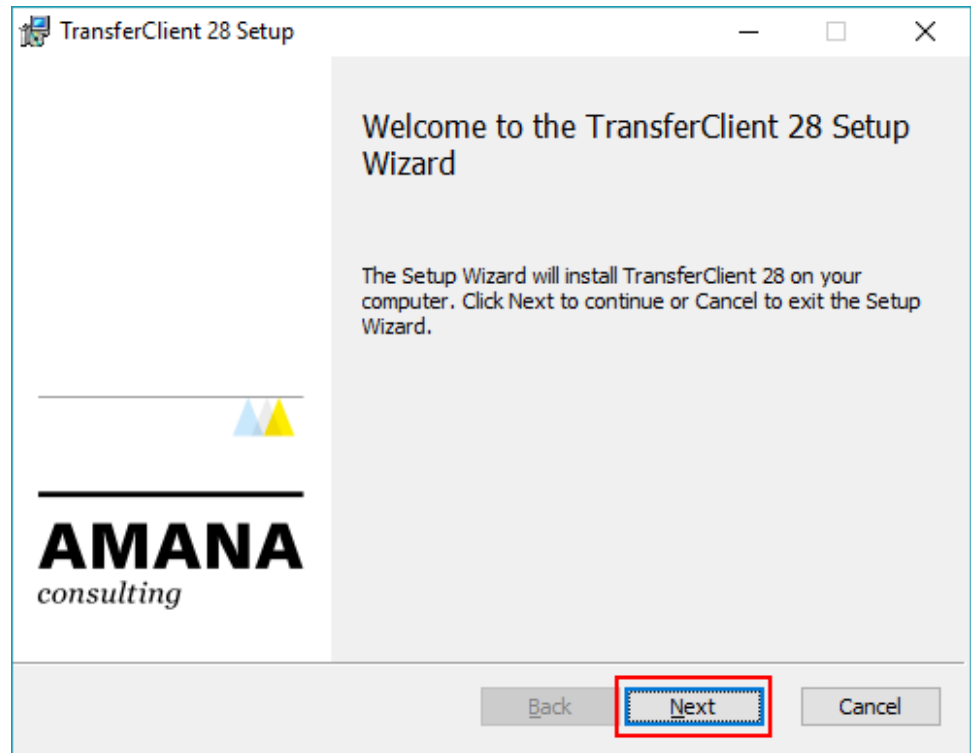 TransferClient 28 Setup
Welcome to the TransferClient 28 Setup
Wizard
The Setup Wizard will install TransferClient 28 on your
computer. Click Next to continue or Cancel to exit the Setup
Wizard.
AMANA
consulting
Back
Next
Cancel